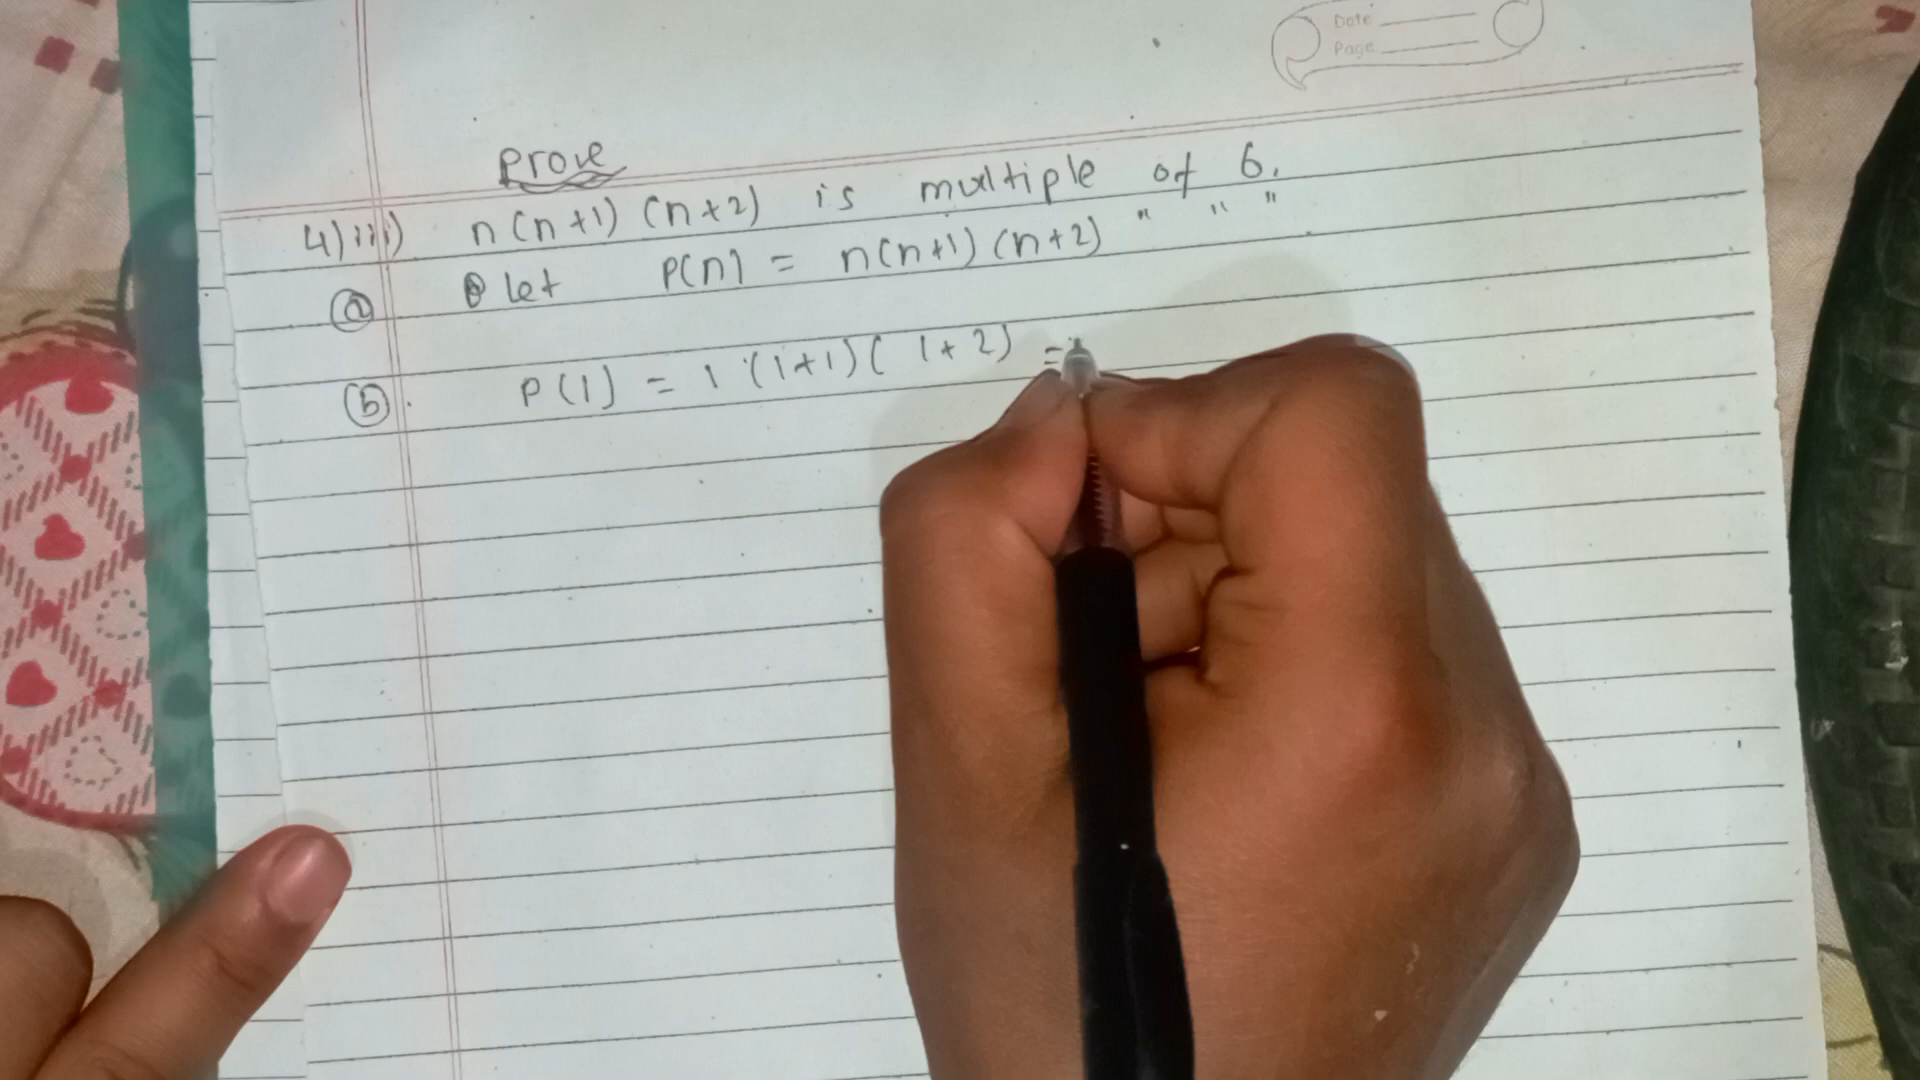 Date
Page
Prove
4) iii) n(n+1) (n+2) is multiple of 6.
(a) let P(n) = n(n+1) (n+2) " " "
(b) P(1) = 1 (1+1) (1+2) =